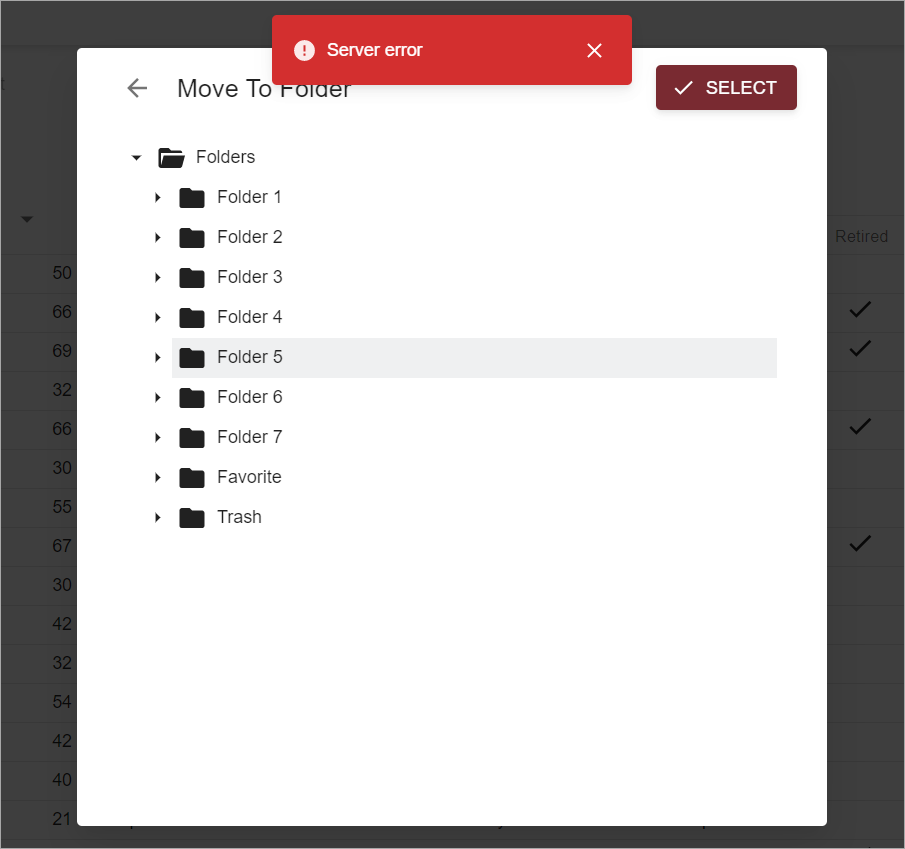 Server error
Move To Folder
SELECT
Folders
Folder 1
Folder 2
Folder 3
Folder 4
Folder 5
Folder 6
Folder 7
Favorite
Trash
Retired
50
66
69
32
66
30
55
67
30
42
32
54
42
40
21